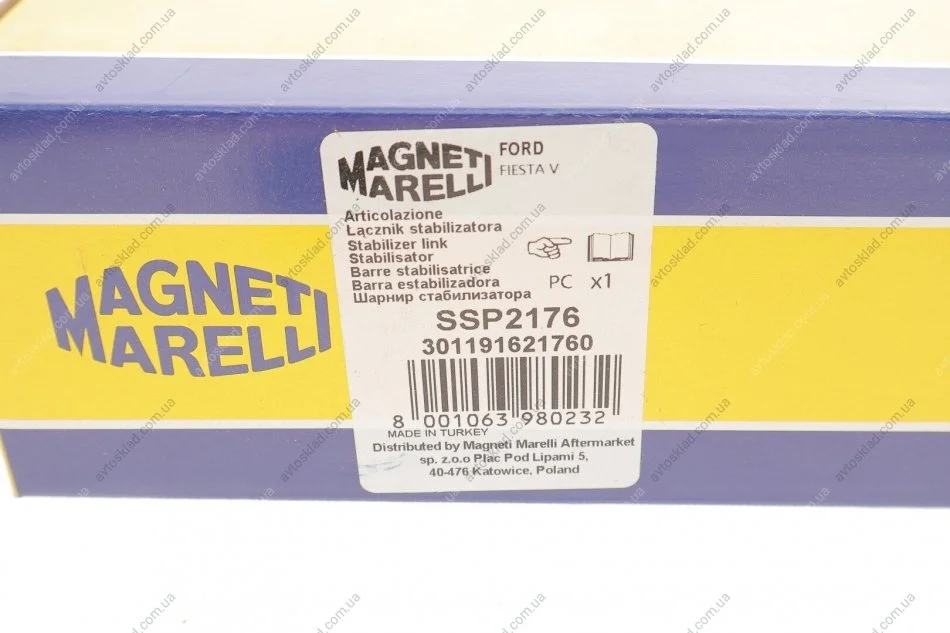 MAGNETI
MARELLI
FORD
FIESTA V
Articolazione
Łącznik stabilizatora
Stabilizer link
Stabilisator
Barre stabilisatrice
Barra estabilizadora
Шарнир стабилизатора
PC x1
SSP2176
301191621760
8 001063 980232
MADE IN TURKEY
Distributed by Magneti Marelli Aftermarket
sp. z.o.o Plac Pod Lipami 5,
40-476 Katowice, Poland
MAGNETI
MARELLI
avtosklad.com.ua